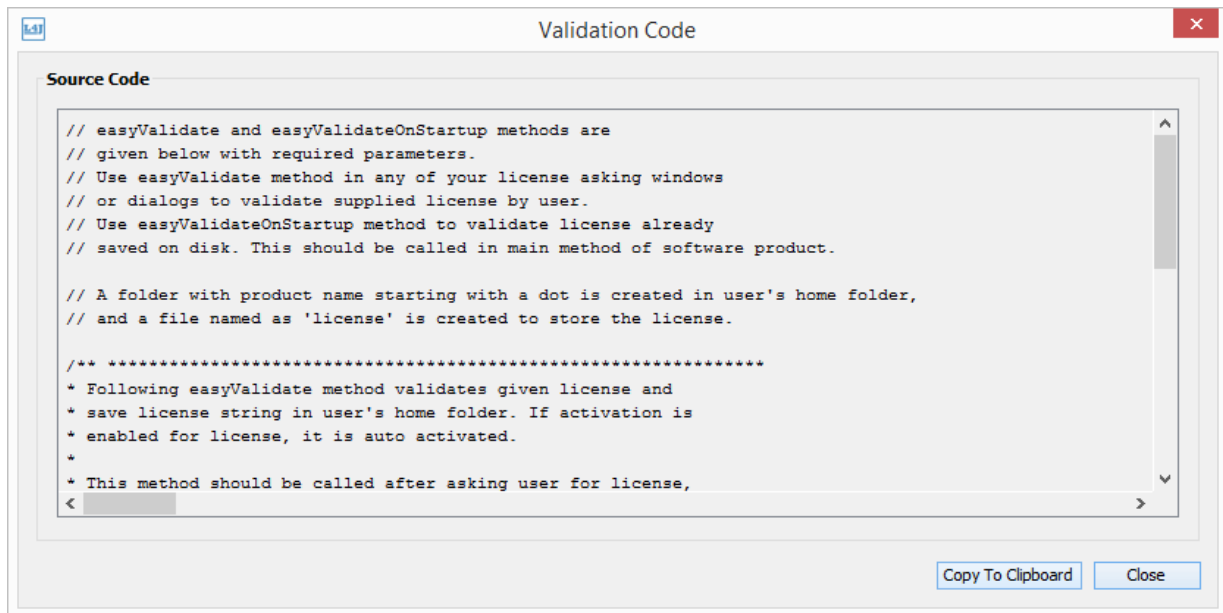 L4J
Validation Code
Source Code
// easyValidate and easyValidateOnStartup methods are
// given below with required parameters.
// Use easyValidate method in any of your license asking windows
// or dialogs to validate supplied license by user.
// Use easyValidateOnStartup method to validate license already
// saved on disk. This should be called in main method of software product.
// A folder with product name starting with a dot is created in user's home folder,
// and a file named as 'license' is created to store the license.
/** ****************************************************************
* Following easyValidate method validates given license and
* save license string in user's home folder. If activation is
* enabled for license, it is auto activated.
*
* This method should be called after asking user for license,
Copy To Clipboard
Close